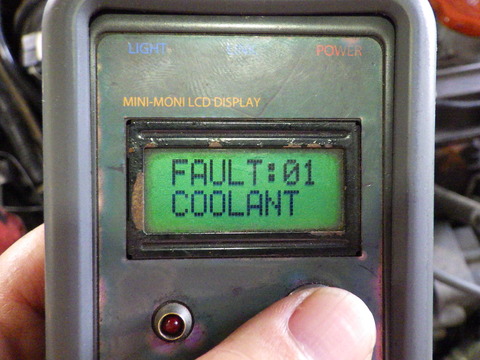 LIGHT POWER
MINI-MONI LCD DISPLAY
FAULT:01
COOLANT